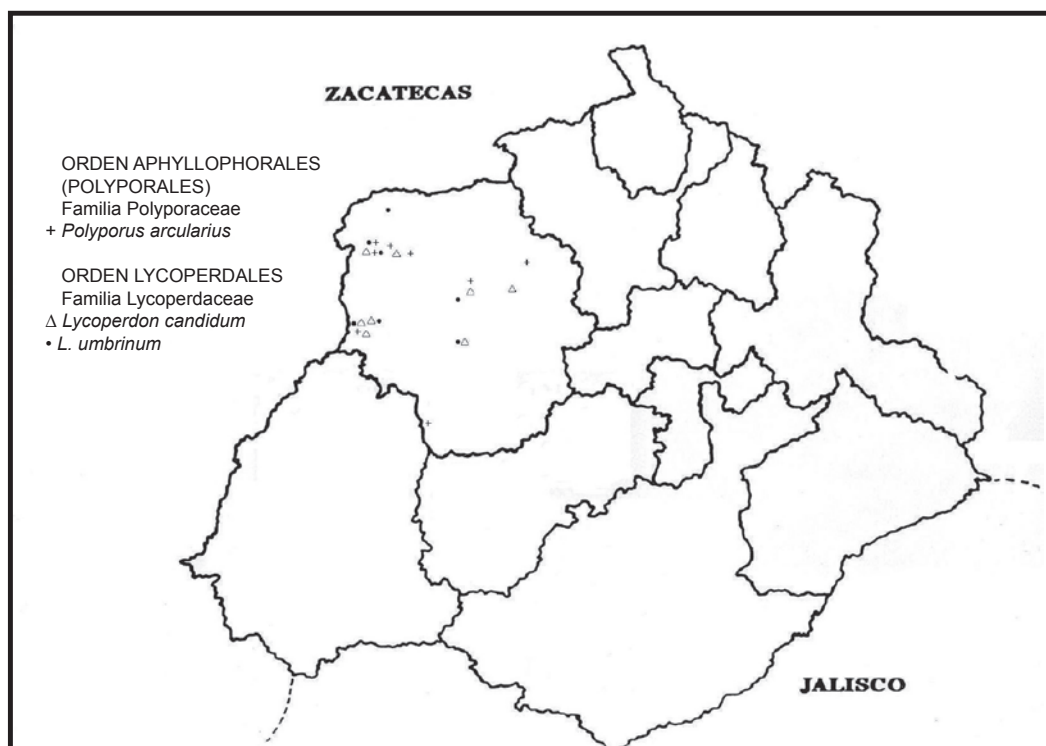 ZACATECAS
ORDEN APHYLLOPHORALES
(POLYPORALES)
Familia Polyporaceae
+ Polyporus arcularius
ORDEN LYCOPERDALES
Familia Lycoperdaceae
Δ Lycoperdon candidum
• L. umbrinum
JALISCO